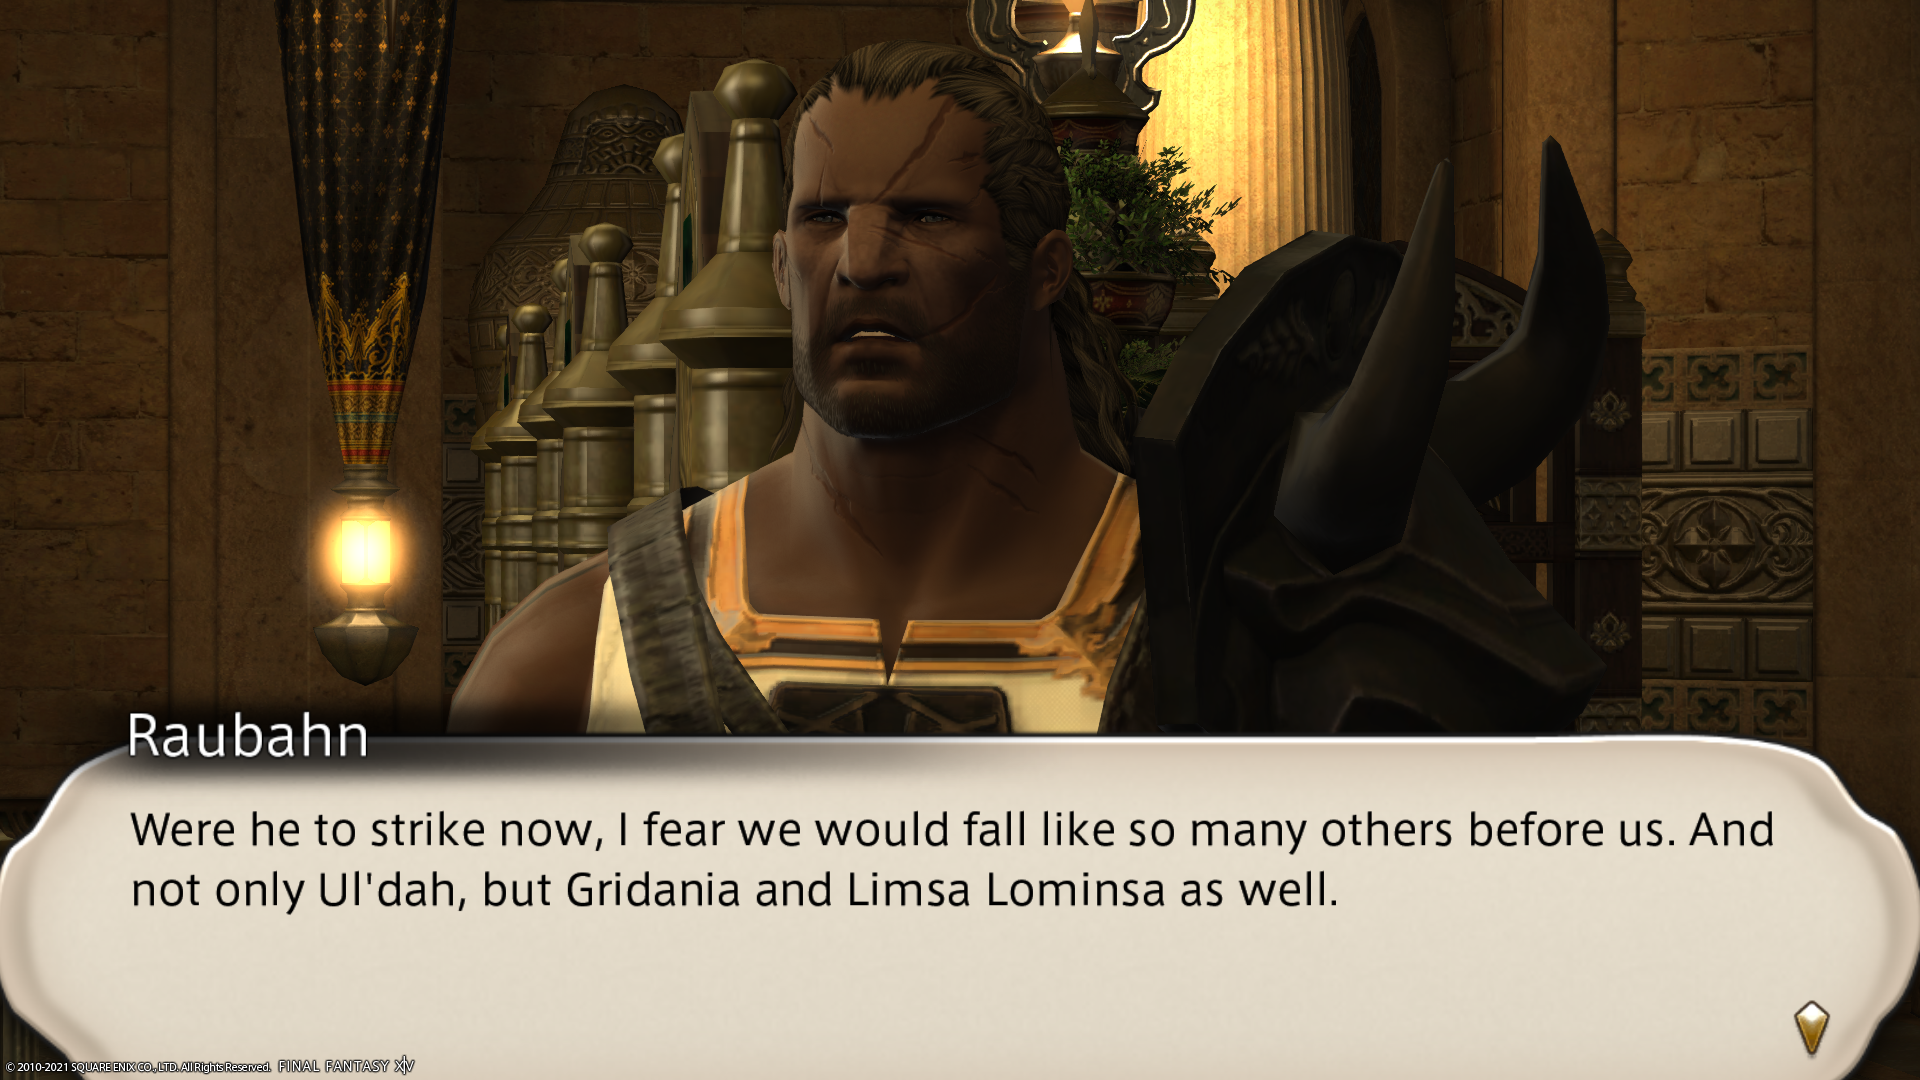 Raubahn
Were he to strike now, I fear we would fall like so many others before us. And
not only Ul'dah, but Gridania and Limsa Lominsa as well.
© 2010-2021 SQUARE ENIX CO., LTD. All Rights Reserved. FINAL FANTASY XIV